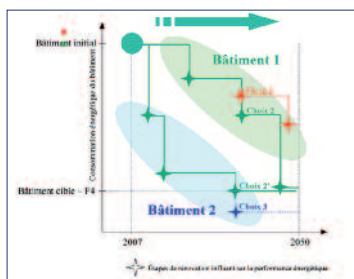 Bâtiment initial
Consommation énergétique du bâtiment
Bâtiment 1
Choix 2
Choix 2'
Bâtiment cible – F4
Bâtiment 2
Choix 3
2007
2050
Étapes de rénovation influant sur la performance énergétique